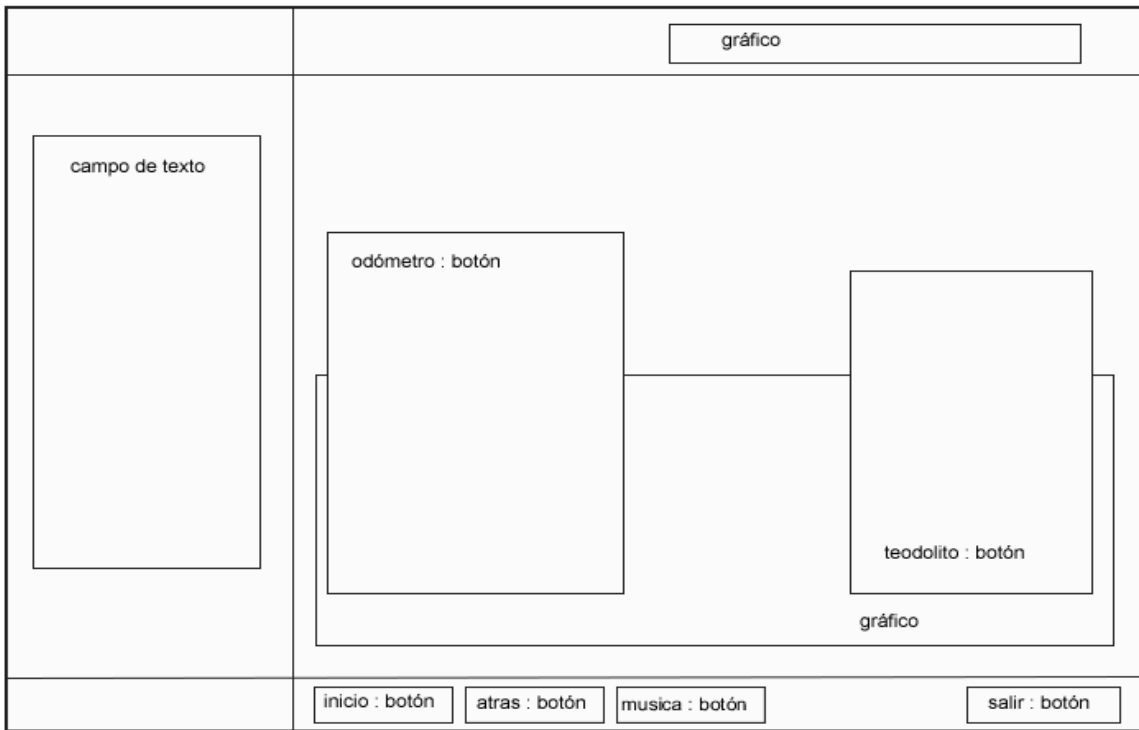 gráfico
campo de texto
odómetro : botón
teodolito : botón
gráfico
inicio : botón
atras : botón
musica : botón
salir : botón